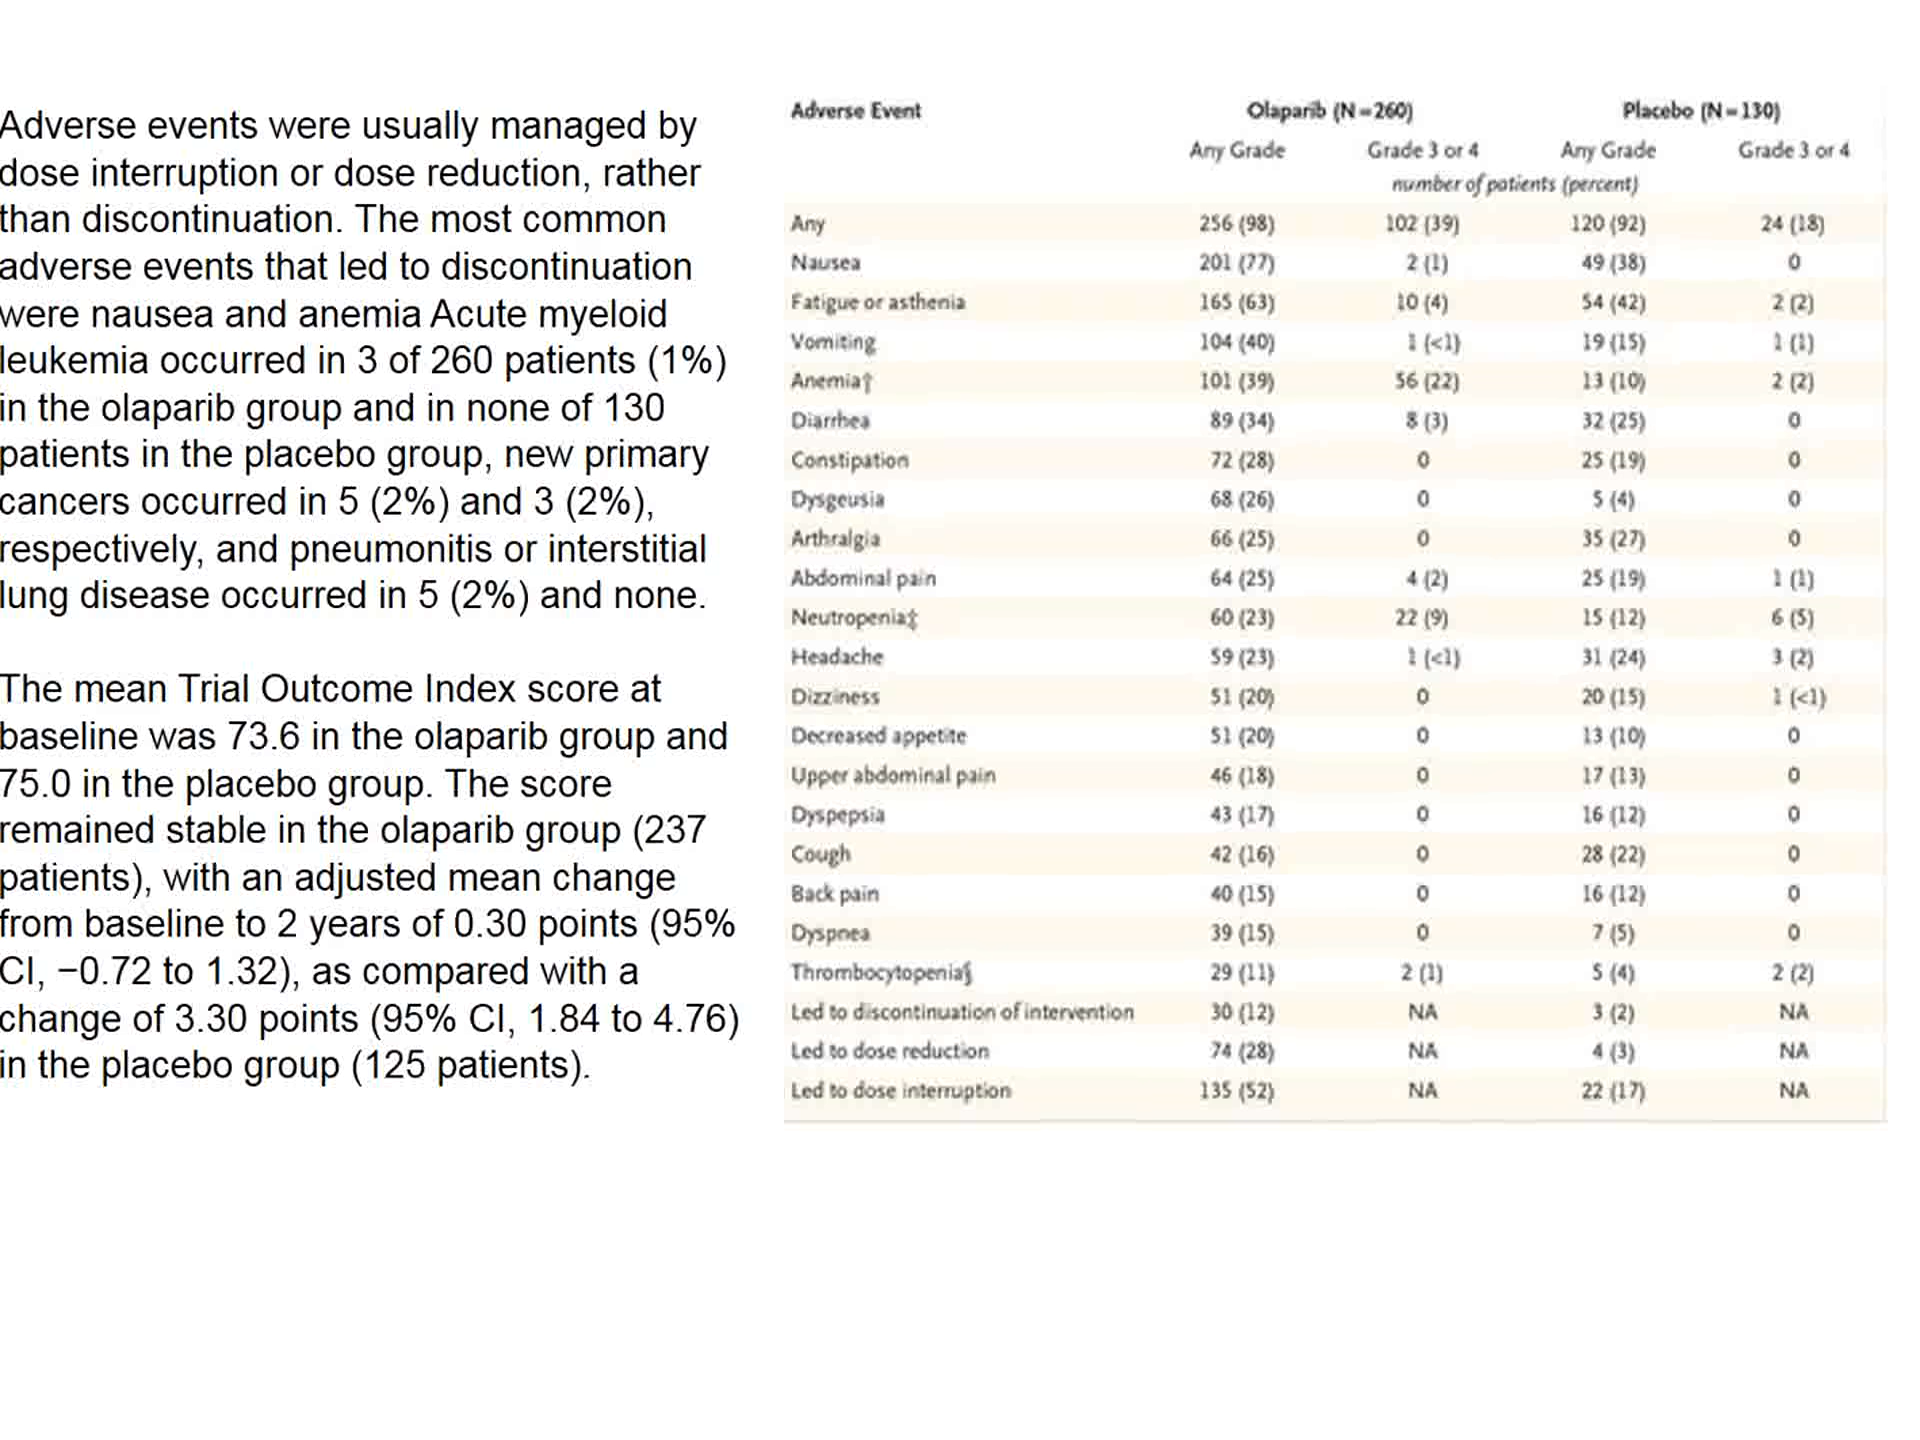 Adverse events were usually managed by
dose interruption or dose reduction, rather
than discontinuation. The most common
adverse events that led to discontinuation
were nausea and anemia Acute myeloid
leukemia occurred in 3 of 260 patients (1%)
in the olaparib group and in none of 130
patients in the placebo group, new primary
cancers occurred in 5 (2%) and 3 (2%),
respectively, and pneumonitis or interstitial
lung disease occurred in 5 (2%) and none.
The mean Trial Outcome Index score at
baseline was 73.6 in the olaparib group and
75.0 in the placebo group. The score
remained stable in the olaparib group (237
patients), with an adjusted mean change
from baseline to 2 years of 0.30 points (95%
CI, −0.72 to 1.32), as compared with a
change of 3.30 points (95% CI, 1.84 to 4.76)
in the placebo group (125 patients).
Adverse Event Olaparib (N=260) Placebo (N=130)
Any Grade Grade 3 or 4 Any Grade Grade 3 or 4
number of patients (percent)
Any 256 (98) 102 (39) 120 (92) 24 (18)
Nausea 201 (77) 2 (1) 49 (38) 0
Fatigue or asthenia 165 (63) 10 (4) 54 (42) 2 (2)
Vomiting 104 (40) 1 (<1) 19 (15) 1 (1)
Anemia† 101 (39) 56 (22) 13 (10) 2 (2)
Diarrhea 89 (34) 8 (3) 32 (25) 0
Constipation 72 (28) 0 25 (19) 0
Dysgeusia 68 (26) 0 5 (4) 0
Arthralgia 66 (25) 0 35 (27) 0
Abdominal pain 64 (25) 4 (2) 25 (19) 1 (1)
Neutropenia‡ 60 (23) 22 (9) 15 (12) 6 (5)
Headache 59 (23) 1 (<1) 31 (24) 3 (2)
Dizziness 51 (20) 0 20 (15) 1 (<1)
Decreased appetite 51 (20) 0 13 (10) 0
Upper abdominal pain 46 (18) 0 17 (13) 0
Dyspepsia 43 (17) 0 16 (12) 0
Cough 42 (16) 0 28 (22) 0
Back pain 40 (15) 0 16 (12) 0
Dyspnea 39 (15) 0 7 (5) 0
Thrombocytopenia§ 29 (11) 2 (1) 5 (4) 2 (2)
Led to discontinuation of intervention 30 (12) NA 3 (2) NA
Led to dose reduction 74 (28) NA 4 (3) NA
Led to dose interruption 135 (52) NA 22 (17) NA